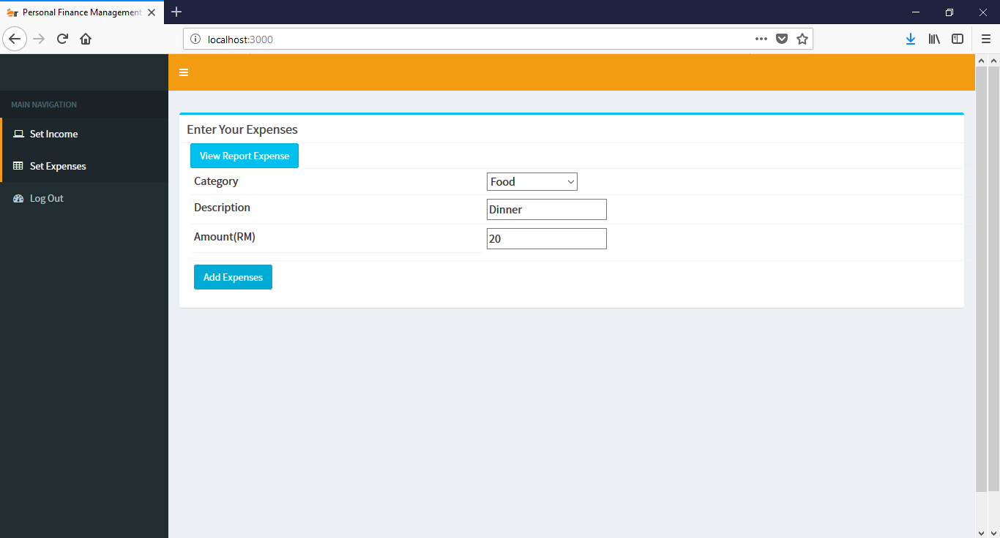 Personal Finance Management
localhost:3000
MAIN NAVIGATION
Set Income
Set Expenses
Log Out
Enter Your Expenses
View Report Expense
Category Food
Description Dinner
Amount(RM) 20
Add Expenses